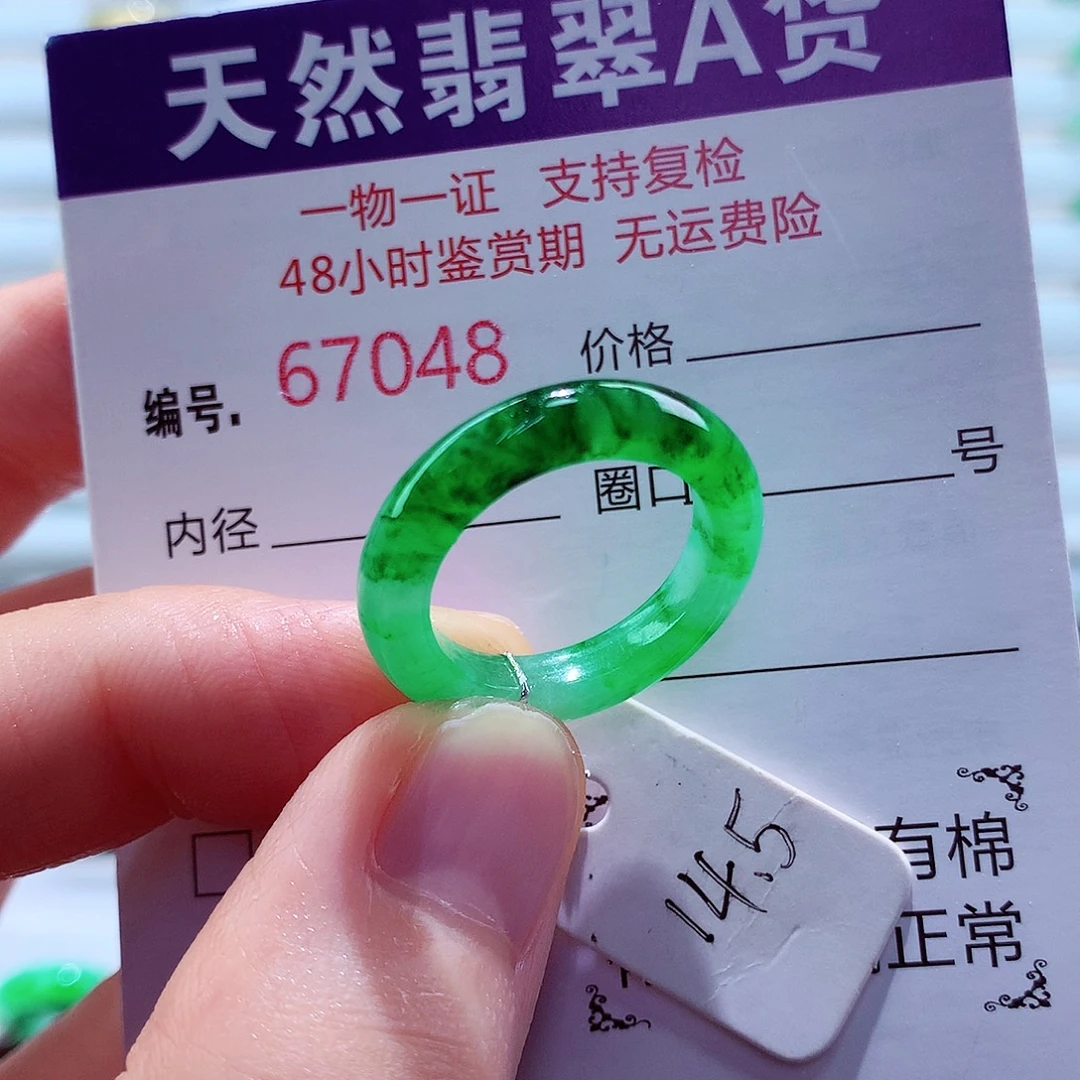 天然翡翠A货
一物一证 支持复检
48小时鉴赏期 无运费险
编号. 67048 价格
内径 圈口 号
14.5
有棉
正常